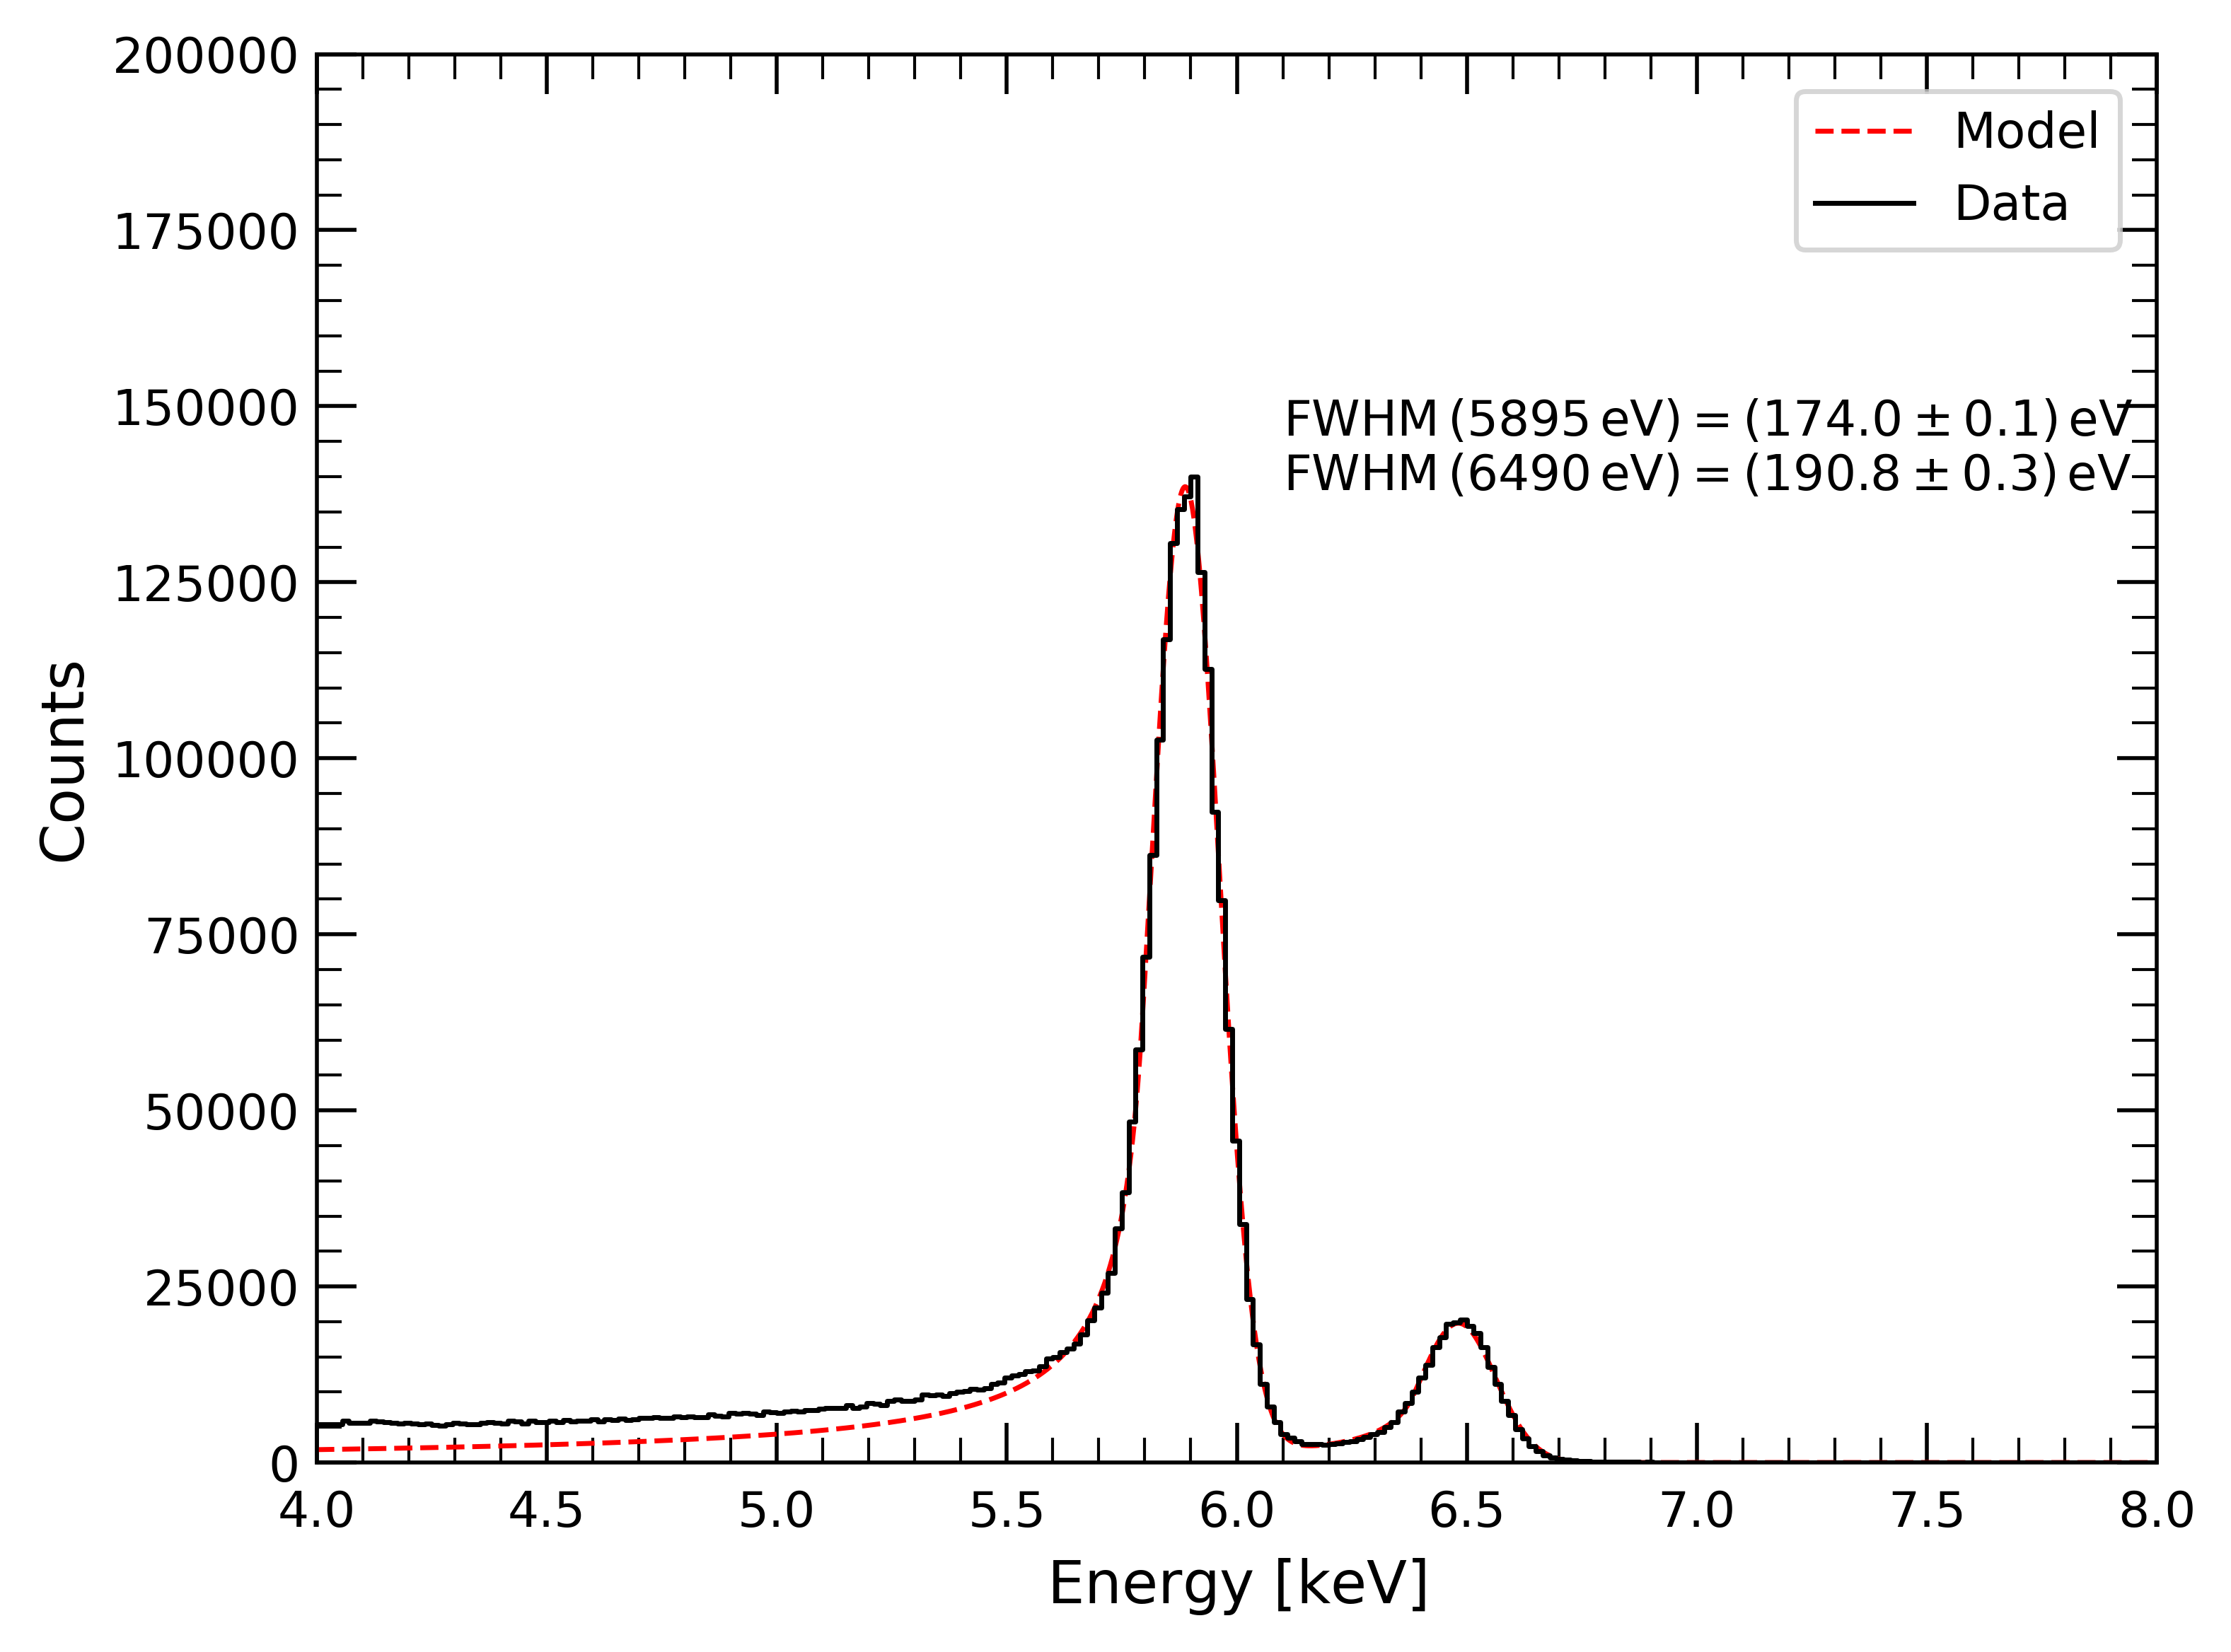 200000
175000
150000
125000
100000
75000
50000
25000
0
Counts
Model
Data
FWHM (5895 eV) = (174.0 ± 0.1) eV
FWHM (6490 eV) = (190.8 ± 0.3) eV
4.0 4.5 5.0 5.5 6.0 6.5 7.0 7.5 8.0
Energy [keV]